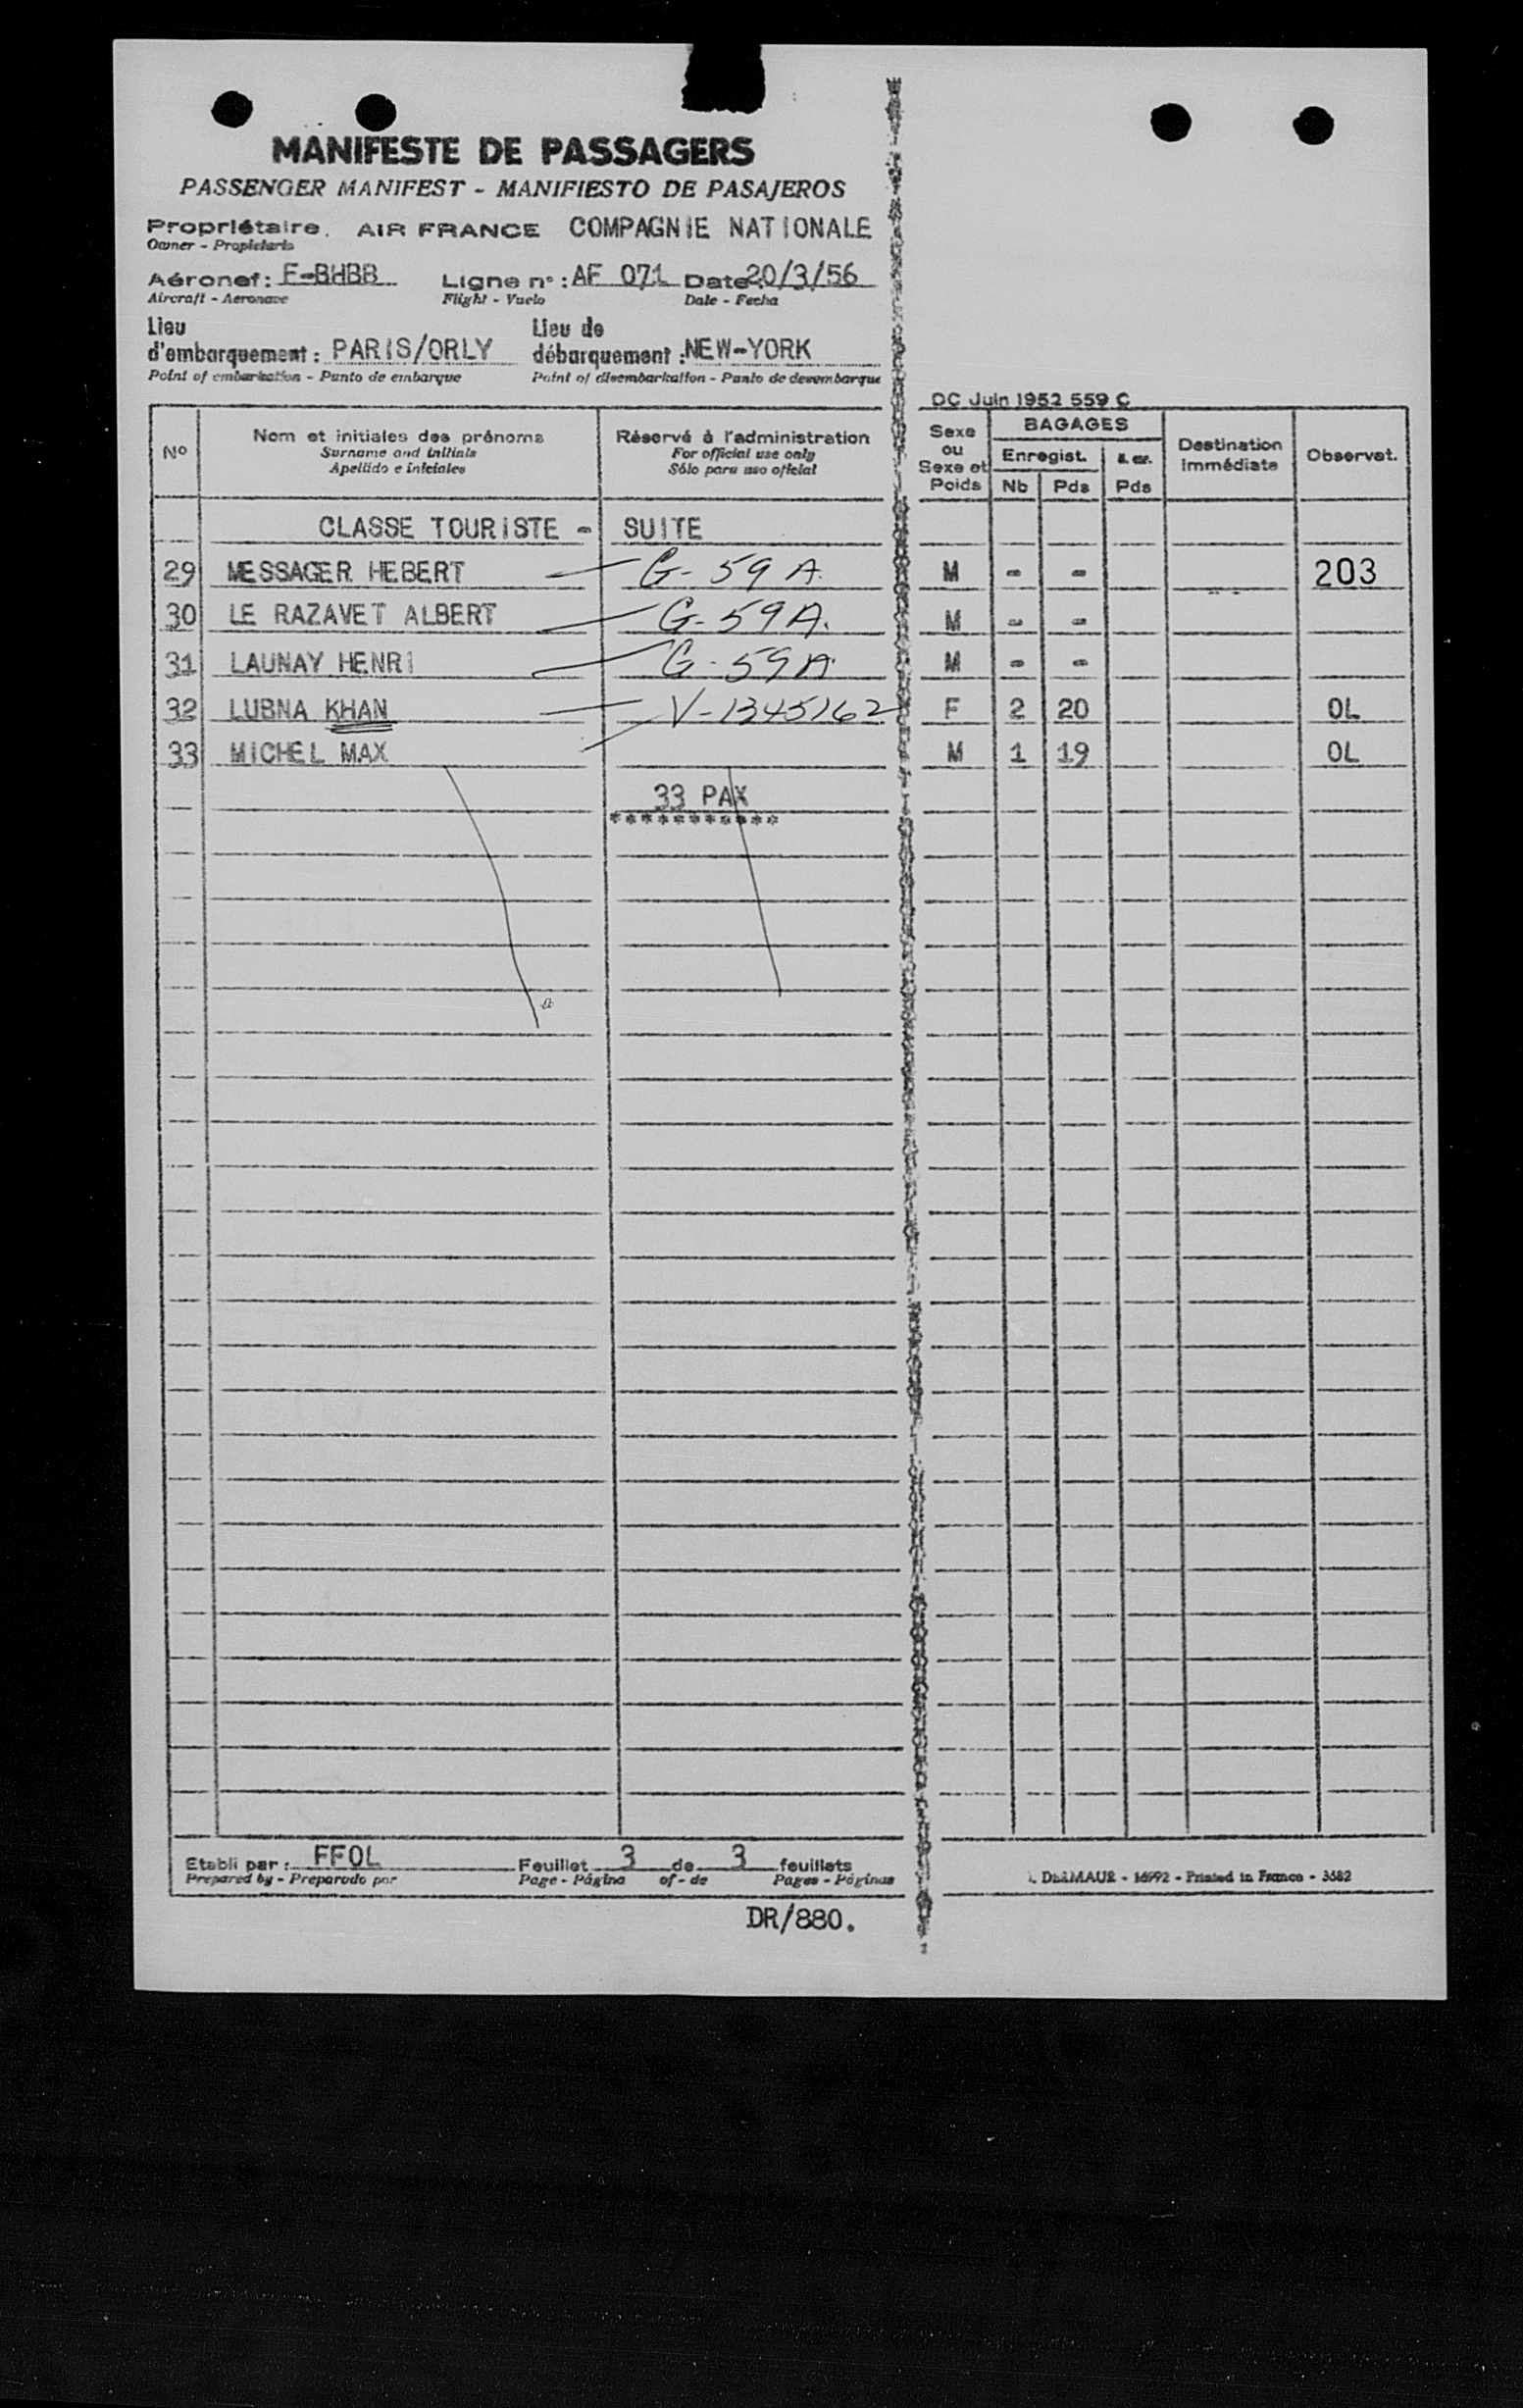 MANIFESTE DE PASSAGERS
PASSENGER MANIFEST - MANIFIESTO DE PASAJEROS
Propriétaire. AIR FRANCE COMPAGNIE NATIONALE
Owner - Propietario
Aéronef : F-BHBB Ligne n° : AF 071 Date : 20/3/56
Aircraft - Aeronave Flight - Vuelo Date - Fecha
Lieu d'embarquement : PARIS/ORLY Lieu de débarquement : NEW-YORK
Point of embarkation - Punto de embarque Point of disembarkation - Punto de desembarque
DC Juin 1952 559 C
Nº Nom et initiales des prénoms Réservé à l'administration Sexe ou Sexe et Poids BAGAGES Destination immédiate Observat.
Surname and initials For official use only Enregist.
Apellido e iniciales Sólo para uso oficial Nb Pds Pds
CLASSE TOURISTE - SUITE
29 MESSAGER HEBERT G-59 A. M - - 203
30 LE RAZAVET ALBERT G-59A. M - -
31 LAUNAY HENRI G-59A M - -
32 LUBNA KHAN V-1345162 F 2 20 OL
33 MICHEL MAX M 1 19 OL
33 PAX
***********
Etabli par : FFOL Feuillet 3 de 3 feuillets
Prepared by - Preparado por Page - Página of - de Pages - Páginas
16992 - Printed in France - 3582
DR/880.